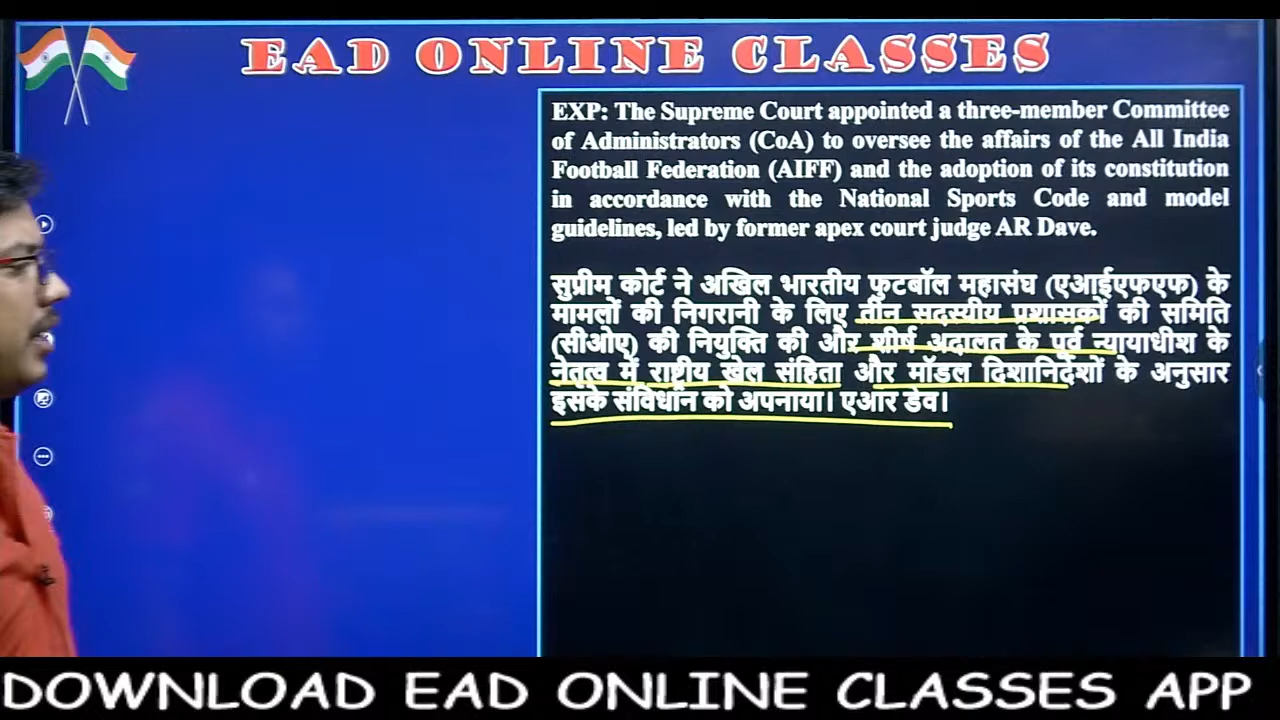 EAD ONLINE CLASSES
EXP: The Supreme Court appointed a three-member Committee
of Administrators (CoA) to oversee the affairs of the All India
Football Federation (AIFF) and the adoption of its constitution
in accordance with the National Sports Code and model
guidelines, led by former apex court judge AR Dave.
सुप्रीम कोर्ट ने अखिल भारतीय फुटबॉल महासंघ (एआईएफएफ) के
मामलों की निगरानी के लिए तीन सदस्यीय प्रशासकों की समिति
(सीओए) की नियुक्ति की और शीर्ष अदालत के पूर्व न्यायाधीश के
नेतृत्व में राष्ट्रीय खेल संहिता और मॉडल दिशानिर्देशों के अनुसार
इसके संविधान को अपनाया। एआर डेव।
DOWNLOAD EAD ONLINE CLASSES APP